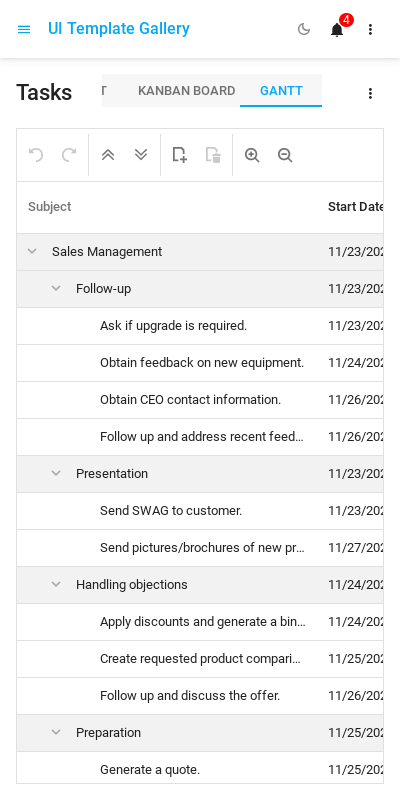 UI Template Gallery
4
Tasks
T KANBAN BOARD GANTT
Subject Start Date
Sales Management 11/23/202
Follow-up 11/23/202
Ask if upgrade is required. 11/23/202
Obtain feedback on new equipment. 11/24/202
Obtain CEO contact information. 11/26/202
Follow up and address recent feed... 11/26/202
Presentation 11/23/202
Send SWAG to customer. 11/23/202
Send pictures/brochures of new pr... 11/27/202
Handling objections 11/24/202
Apply discounts and generate a bin... 11/24/202
Create requested product compari... 11/25/202
Follow up and discuss the offer. 11/26/202
Preparation 11/25/202
Generate a quote. 11/25/202